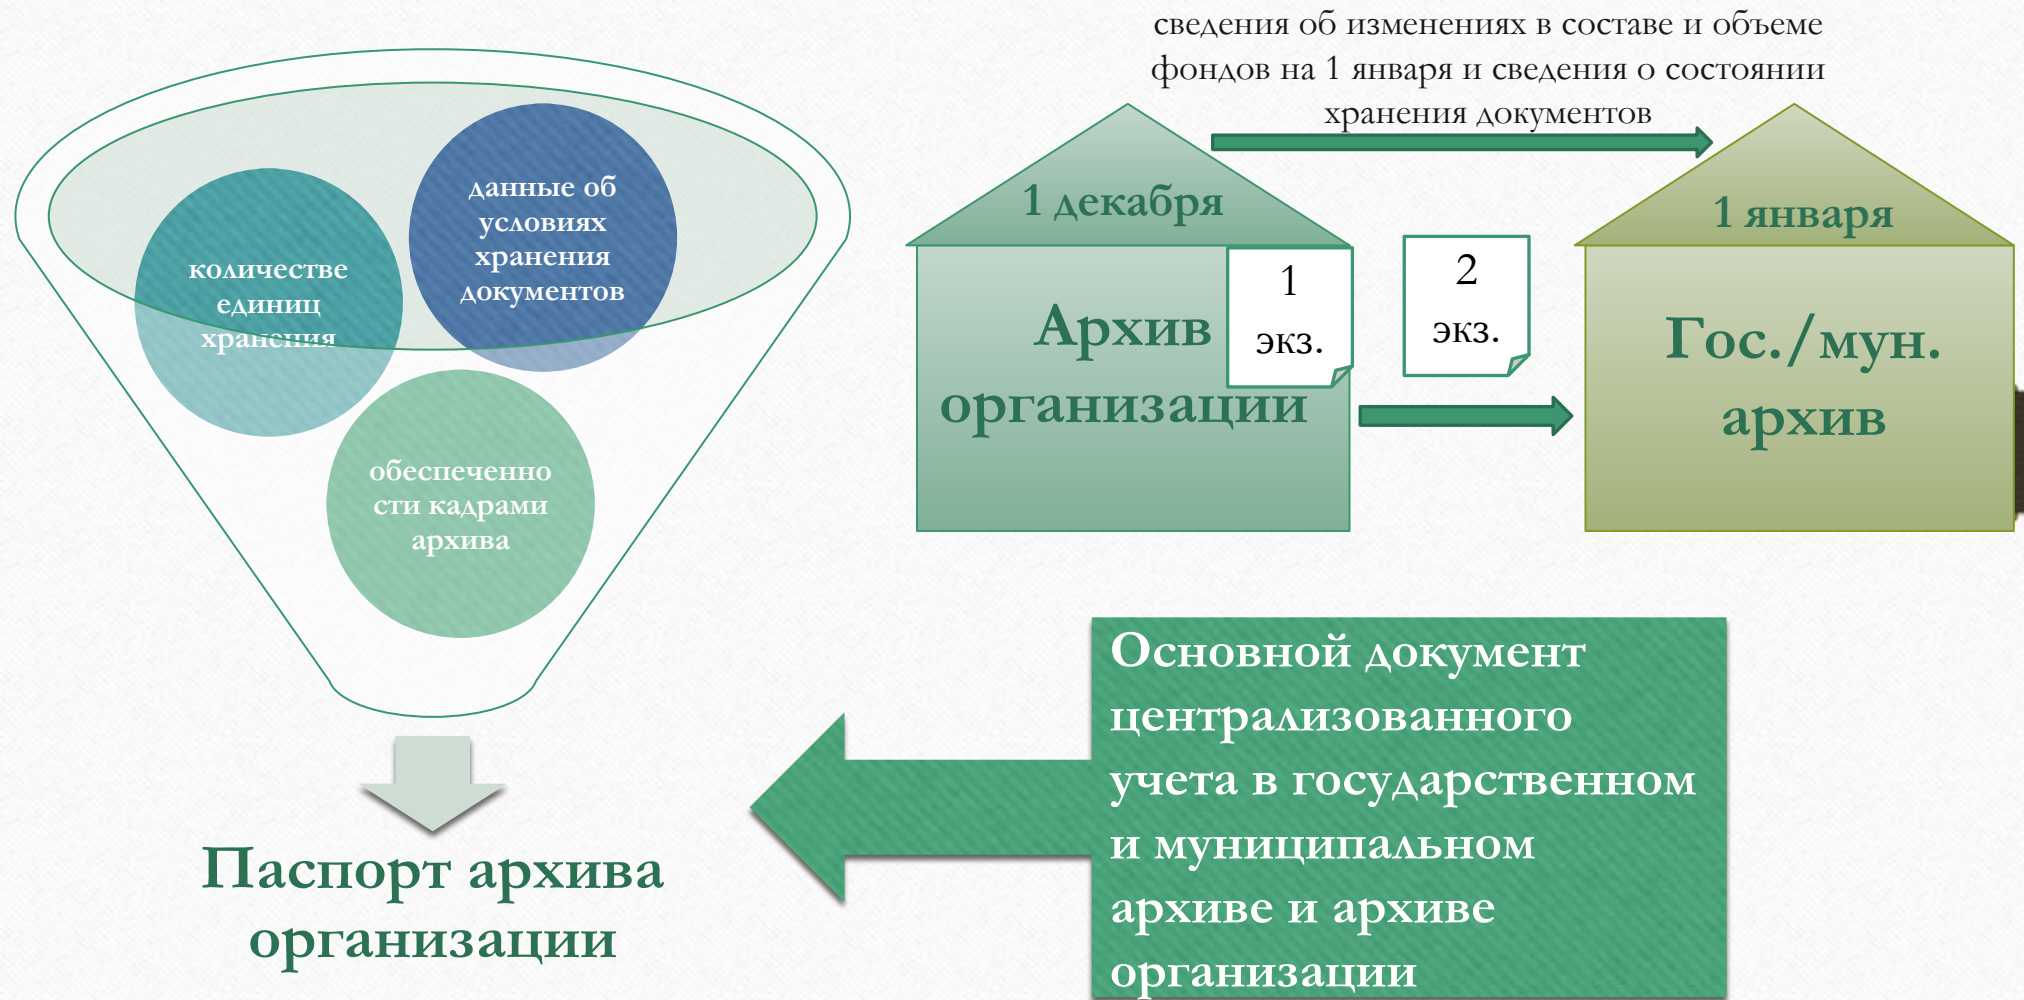 сведения об изменениях в составе и объеме
фондов на 1 января и сведения о состоянии
хранения документов
данные об
условиях
хранения
документов
количестве
единиц
хранения
обеспеченно
сти кадрами
архива
Паспорт архива
организации
1 декабря
Архив
организации
1
экз.
2
экз.
1 января
Гос./мун.
архив
Основной документ
централизованного
учета в государственном
и муниципальном
архиве и архиве
организации